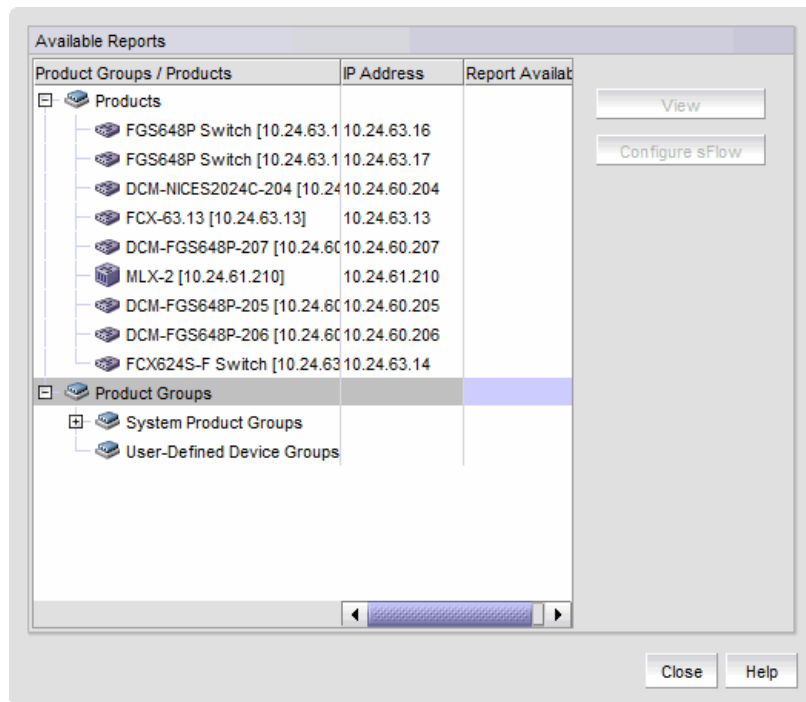 Available Reports
Product Groups / Products IP Address Report Availab
Products
View
FGS648P Switch [10.24.63.1 10.24.63.16
Configure sFlow
FGS648P Switch [10.24.63.1 10.24.63.17
DCM-NICES2024C-204 [10.24 10.24.60.204
FCX-63.13 [10.24.63.13] 10.24.63.13
DCM-FGS648P-207 [10.24.60 10.24.60.207
MLX-2 [10.24.61.210] 10.24.61.210
DCM-FGS648P-205 [10.24.60 10.24.60.205
DCM-FGS648P-206 [10.24.60 10.24.60.206
FCX624S-F Switch [10.24.63 10.24.63.14
Product Groups
System Product Groups
User-Defined Device Groups
Close Help